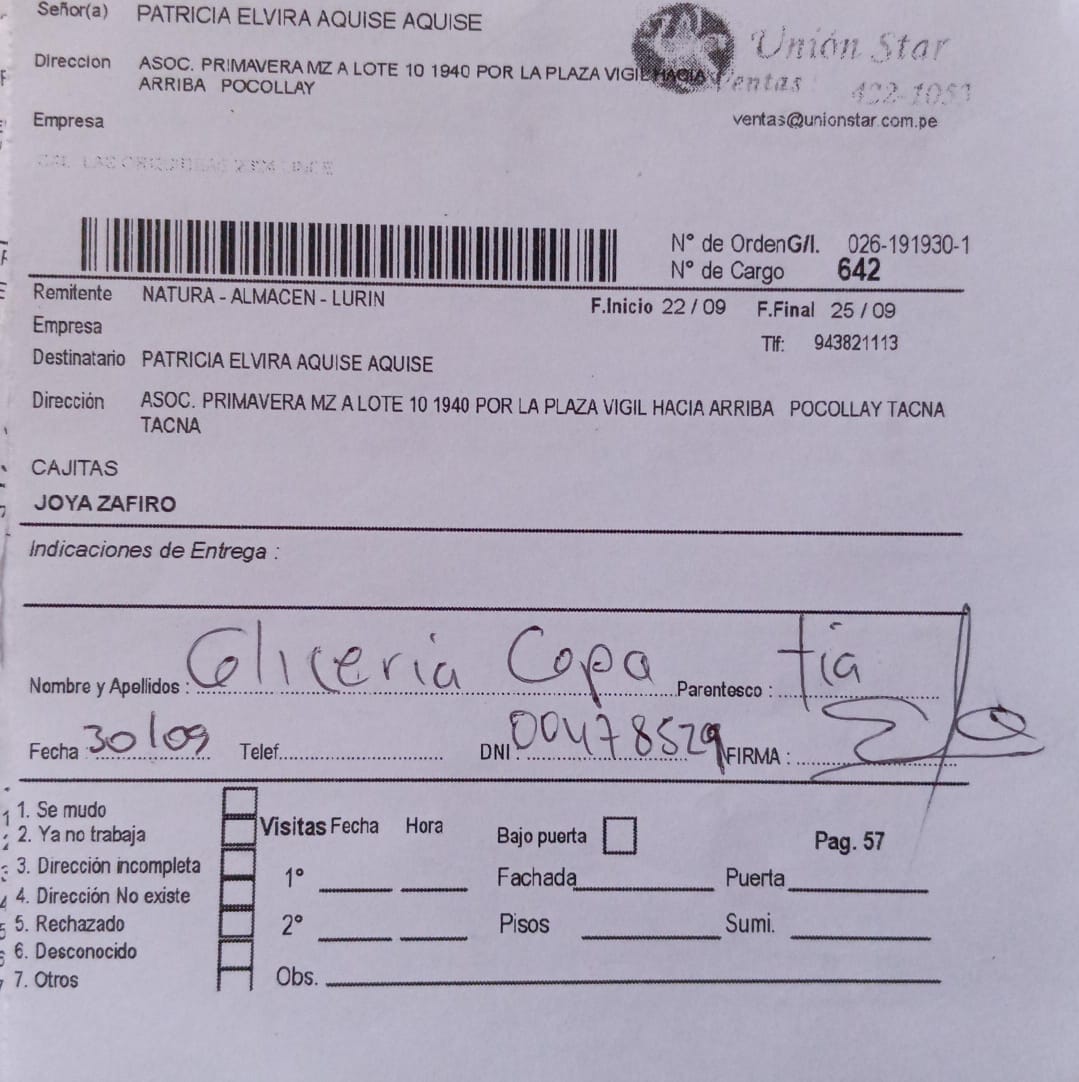 Señor(a) PATRICIA ELVIRA AQUISE AQUISE
Unión Star
Direccion ASOC. PRIMAVERA MZ A LOTE 10 1940 POR LA PLAZA VIGIL HACIA
ARRIBA POCOLLAY
Ventas 422-1053
Empresa
ventas@unionstar.com.pe
N° de OrdenG/I. 026-191930-1
N° de Cargo 642
Remitente NATURA - ALMACEN - LURIN
F.Inicio 22 / 09 F.Final 25 / 09
Empresa
Tlf: 943821113
Destinatario PATRICIA ELVIRA AQUISE AQUISE
Dirección ASOC. PRIMAVERA MZ A LOTE 10 1940 POR LA PLAZA VIGIL HACIA ARRIBA POCOLLAY TACNA
TACNA
CAJITAS
JOYA ZAFIRO
Indicaciones de Entrega :
Nombre y Apellidos : Gliceria Copa Parentesco : tia
Fecha : 30/09 Telef. DNI : 00478529 FIRMA :
1. Se mudo
2. Ya no trabaja
3. Dirección incompleta
4. Dirección No existe
5. Rechazado
6. Desconocido
7. Otros
Visitas Fecha Hora
1°
2°
Obs.
Bajo puerta
Fachada
Pisos
Pag. 57
Puerta
Sumi.